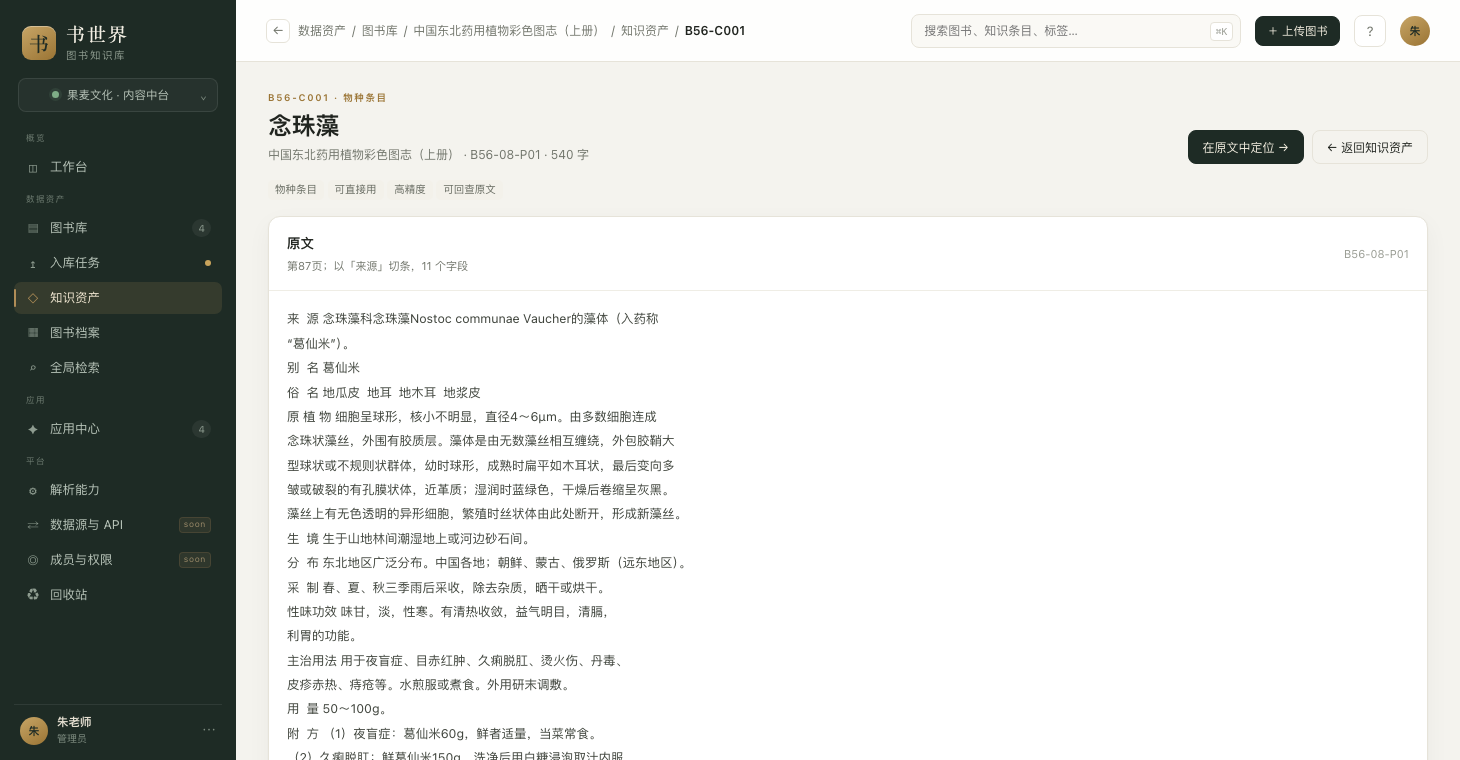 书 书世界
图书知识库
果麦文化 · 内容中台
概览
工作台
数据资产
图书库 4
入库任务
知识资产
图书档案
全局检索
应用
应用中心 4
平台
解析能力
数据源与 API soon
成员与权限 soon
回收站
朱 朱老师
管理员
← 数据资产 / 图书库 / 中国东北药用植物彩色图志（上册） / 知识资产 / B56-C001
搜索图书、知识条目、标签... ⌘K
＋ 上传图书
?
朱
B56-C001 · 物种条目
念珠藻
中国东北药用植物彩色图志（上册） · B56-08-P01 · 540 字
在原文中定位 →
← 返回知识资产
物种条目 可直接用 高精度 可回查原文
原文
第87页；以「来源」切条，11 个字段
B56-08-P01
来 源 念珠藻科念珠藻Nostoc communae Vaucher的藻体（入药称
“葛仙米”）。
别 名 葛仙米
俗 名 地瓜皮 地耳 地木耳 地浆皮
原 植 物 细胞呈球形，核小不明显，直径4～6μm。由多数细胞连成
念珠状藻丝，外围有胶质层。藻体是由无数藻丝相互缠绕，外包胶鞘大
型球状或不规则状群体，幼时球形，成熟时扁平如木耳状，最后变向多
皱或破裂的有孔膜状体，近革质；湿润时蓝绿色，干燥后卷缩呈灰黑。
藻丝上有无色透明的异形细胞，繁殖时丝状体由此处断开，形成新藻丝。
生 境 生于山地林间潮湿地上或河边砂石间。
分 布 东北地区广泛分布。中国各地；朝鲜、蒙古、俄罗斯（远东地区）。
采 制 春、夏、秋三季雨后采收，除去杂质，晒干或烘干。
性味功效 味甘，淡，性寒。有清热收敛，益气明目，清膈，
利胃的功能。
主治用法 用于夜盲症、目赤红肿、久痢脱肛、烫火伤、丹毒、
皮疹赤热、痔疮等。水煎服或煮食。外用研末调敷。
用 量 50～100g。
附 方 （1）夜盲症：葛仙米60g，鲜者适量，当菜常食。
（2）久痢脱肛：鲜葛仙米150g，洗净后用白糖浸泡取汁内服